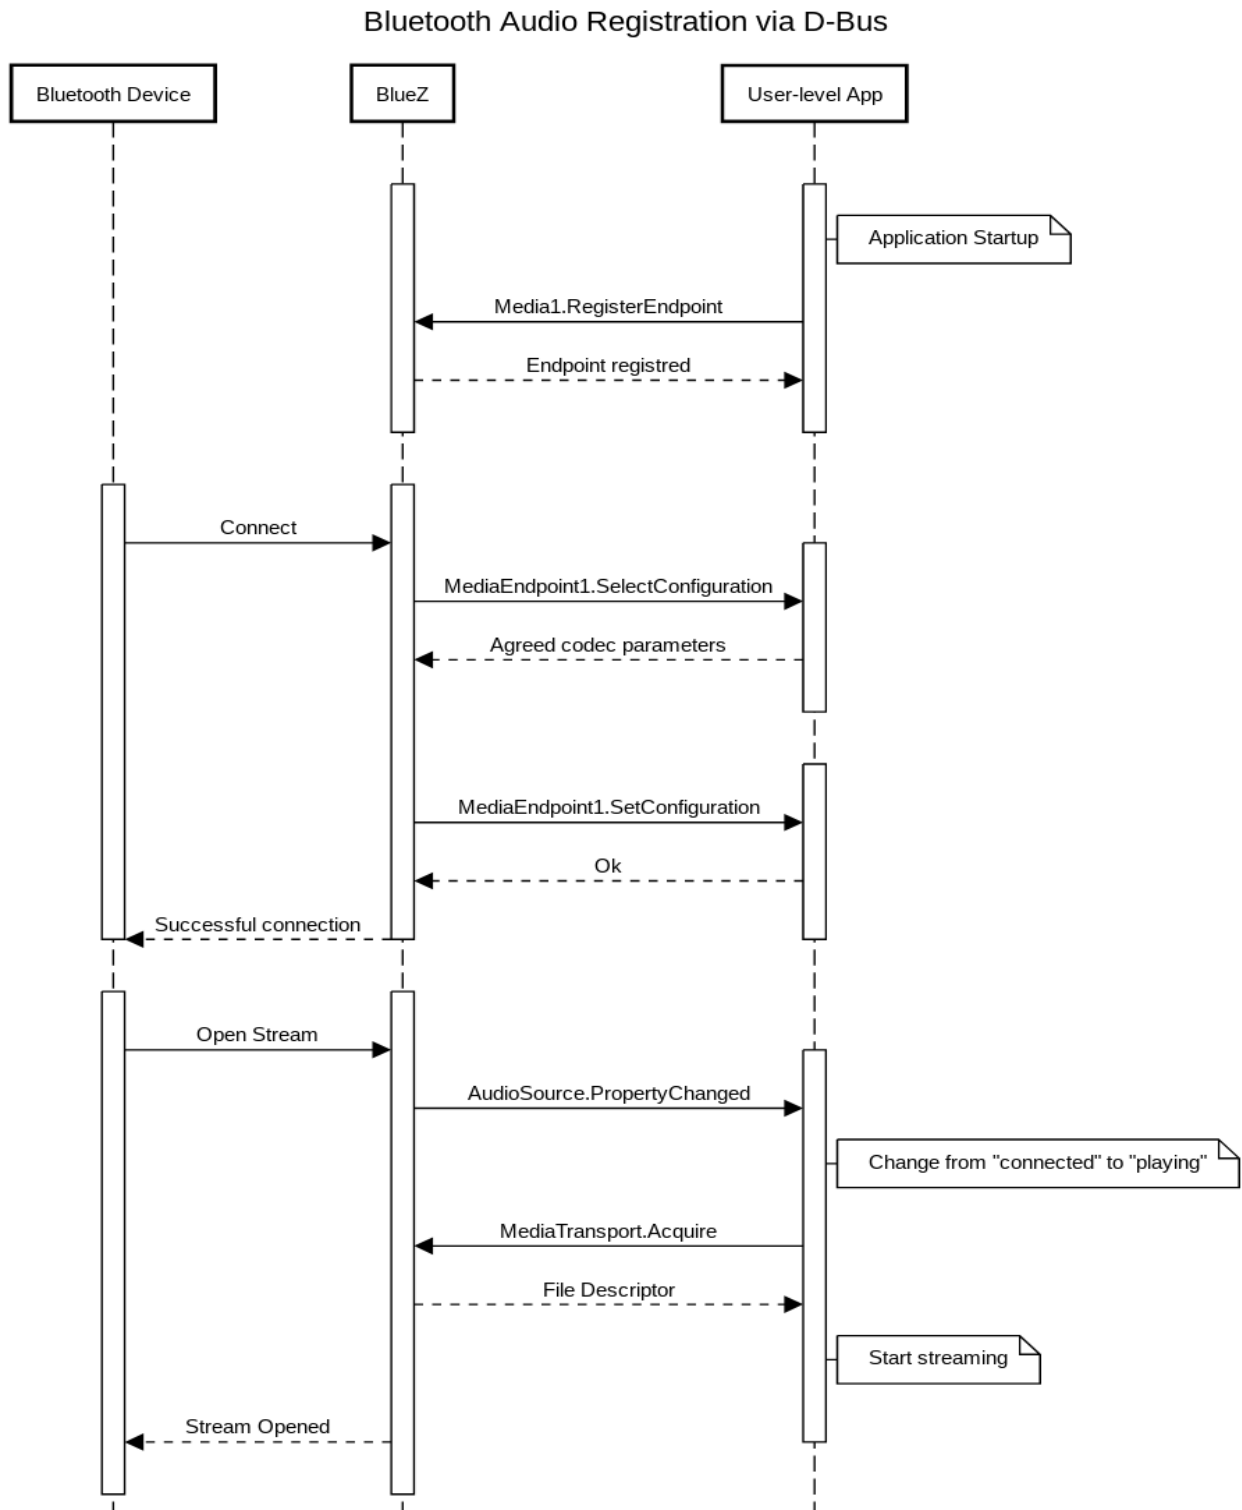 Bluetooth Audio Registration via D-Bus
Bluetooth Device
BlueZ
User-level App
Application Startup
Media1.RegisterEndpoint
Endpoint registred
Connect
MediaEndpoint1.SelectConfiguration
Agreed codec parameters
MediaEndpoint1.SetConfiguration
Ok
Successful connection
Open Stream
AudioSource.PropertyChanged
Change from "connected" to "playing"
MediaTransport.Acquire
File Descriptor
Start streaming
Stream Opened